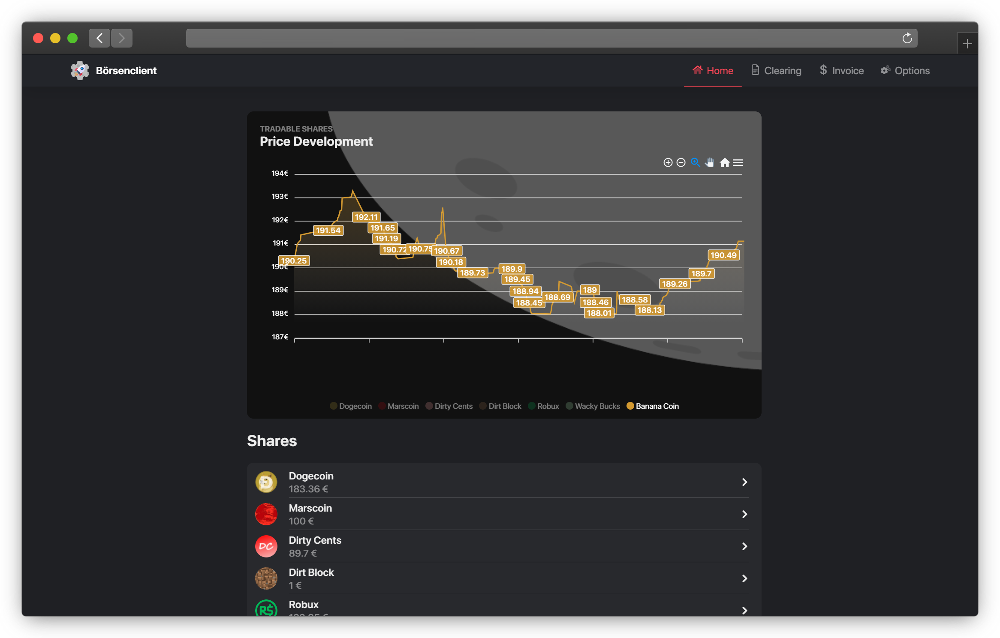 Börsenclient
Home Clearing Invoice Options
TRADABLE SHARES
Price Development
194€
193€
192€
191€
190€
189€
188€
187€
190.25
191.54
192.11
191.65
191.19
190.72
190.75
190.67
190.18
189.73
189.9
189.45
188.94
188.45
188.69
189
188.46
188.01
188.58
188.13
189.26
189.7
190.49
Dogecoin Marscoin Dirty Cents Dirt Block Robux Wacky Bucks Banana Coin
Shares
Dogecoin
183.36 €
Marscoin
100 €
DC
Dirty Cents
89.7 €
Dirt Block
1 €
R$
Robux